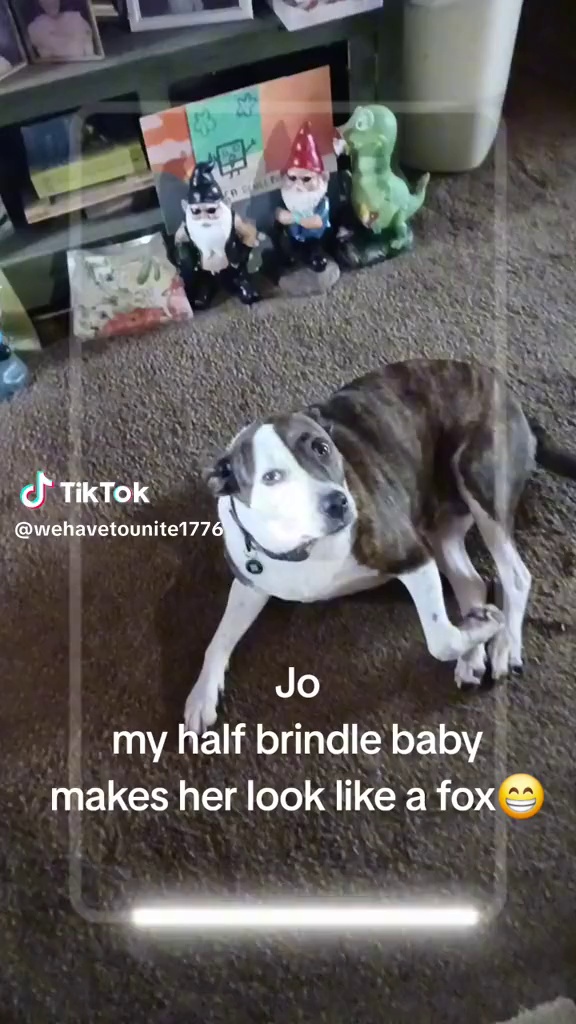 TikTok
@wehavetounite1776
Jo
my half brindle baby
makes her look like a fox😁